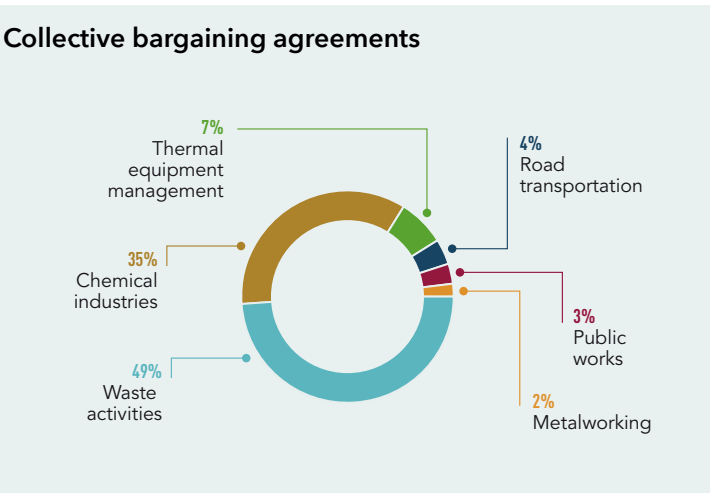 Collective bargaining agreements
7%
Thermal
equipment
management
4%
Road
transportation
35%
Chemical
industries
3%
Public
works
49%
Waste
activities
2%
Metalworking